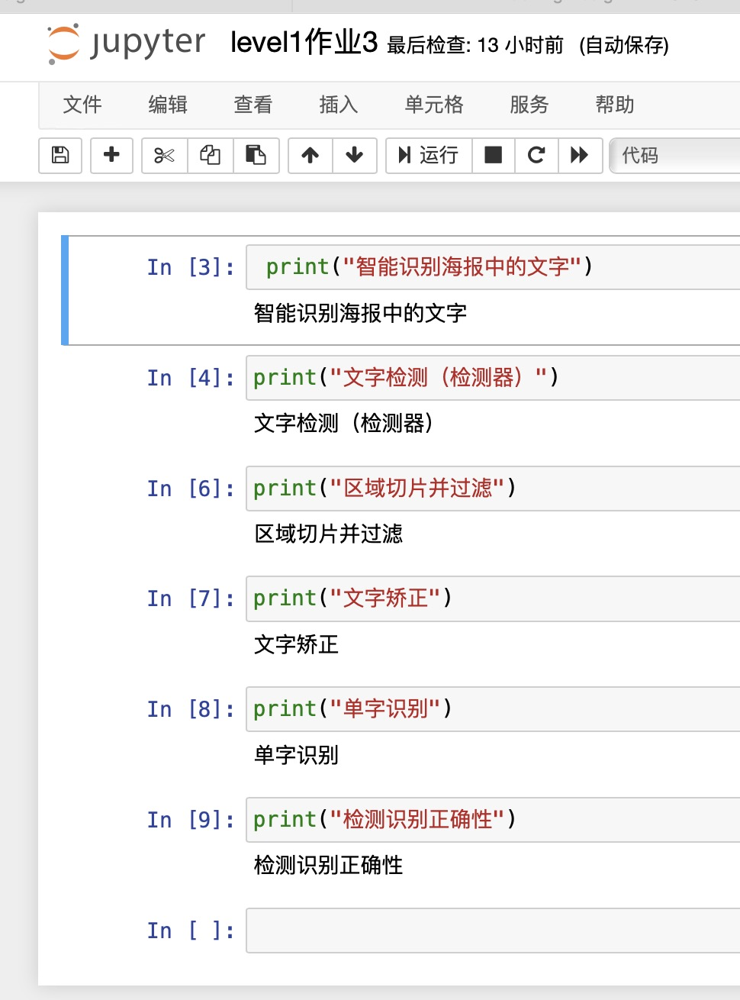 jupyter level1作业3 最后检查: 13 小时前 (自动保存)
文件 编辑 查看 插入 单元格 服务 帮助
运行 代码
In [3]: print("智能识别海报中的文字")
智能识别海报中的文字
In [4]: print("文字检测（检测器）")
文字检测（检测器）
In [6]: print("区域切片并过滤")
区域切片并过滤
In [7]: print("文字矫正")
文字矫正
In [8]: print("单字识别")
单字识别
In [9]: print("检测识别正确性")
检测识别正确性
In [ ]: